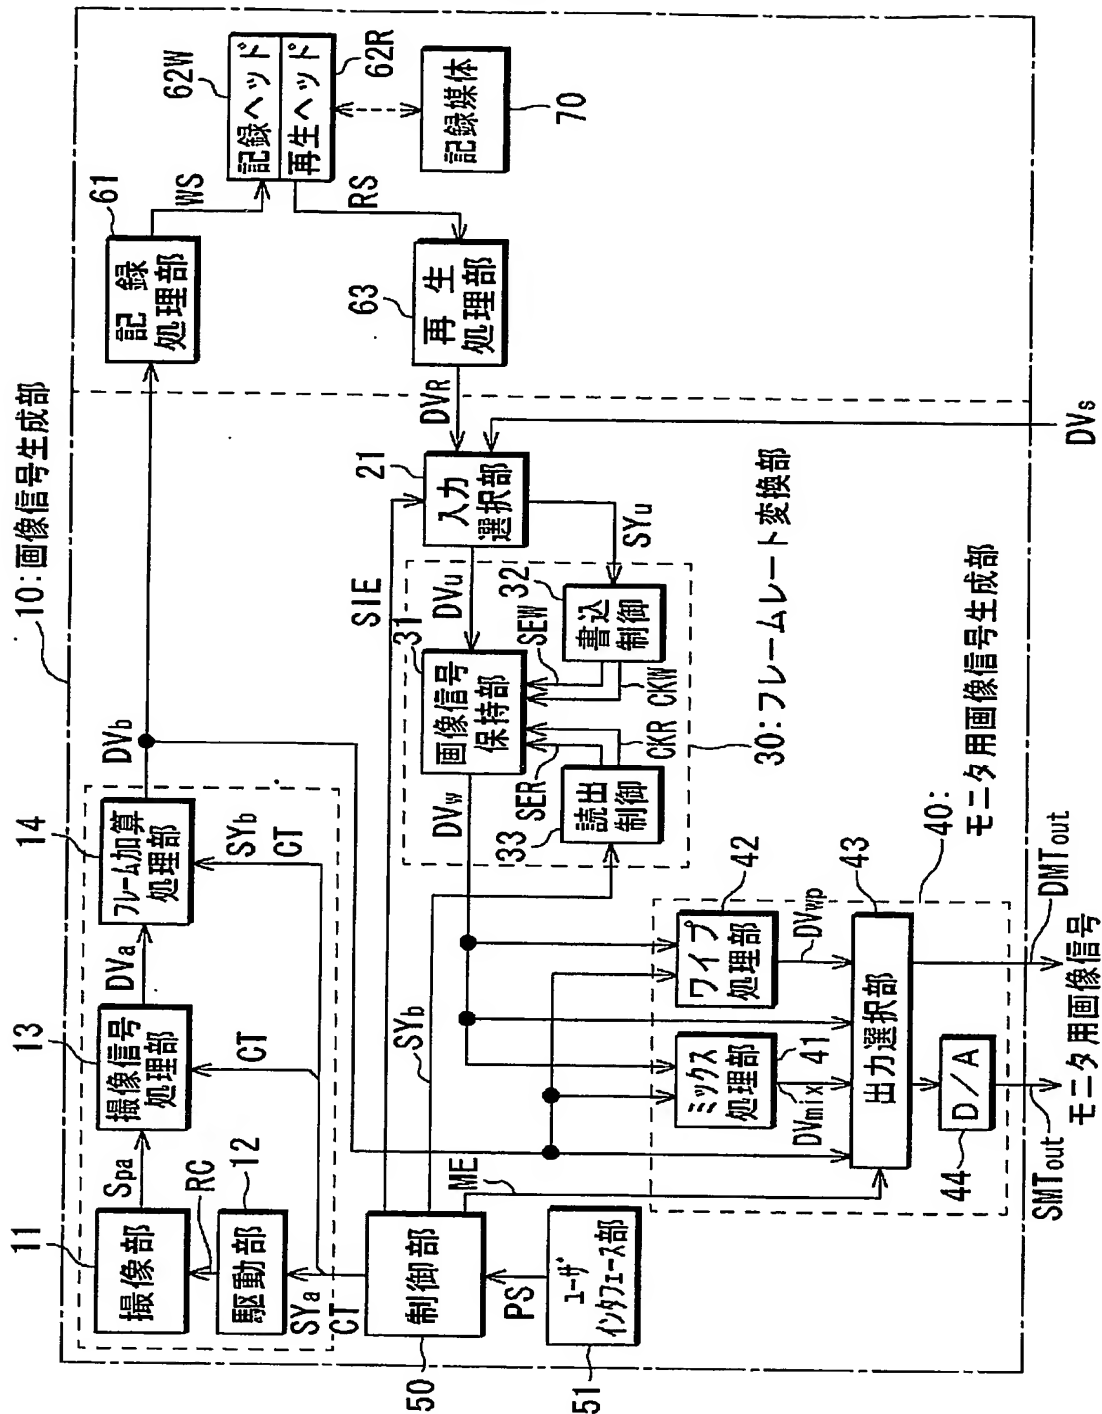 10:画像信号生成部
11
撮像部
Spa
RC
12
駆動部
SYa
CT
13
撮像信号
処理部
DVa
CT
14
フレーム加算
処理部
SYb
CT
DVb
61
記録
処理部
WS
62W
記録ヘッド
再生ヘッド
62R
RS
記録媒体
70
63
再生
処理部
DVR
DVs
21
入力
選択部
SIE
DVu
SYu
31
画像信号
保持部
32
書込
制御
SEW
CKW
CKR
SER
33
読出
制御
30:フレームレート変換部
DVw
SYb
ME
50
制御部
PS
51
ユーザ
インタフェース部
42
ワイプ
処理部
DVwp
ミックス
処理部
41
DVmix
43
出力選択部
D/A
44
40:
モニタ用画像信号生成部
DMTout
SMTout
モニタ用画像信号